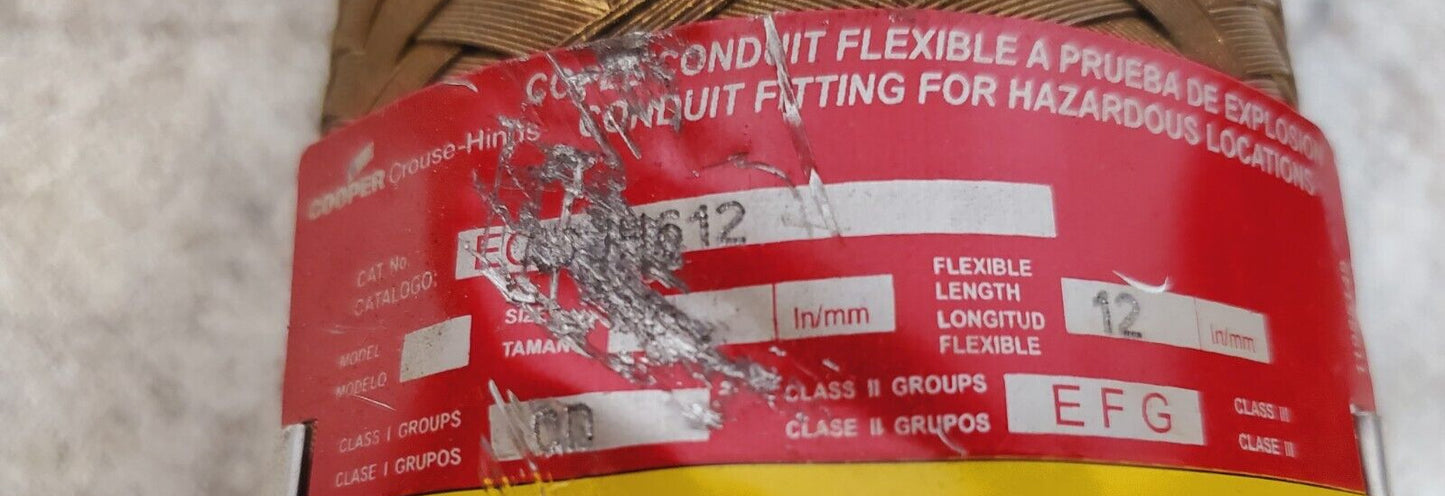 CONDUIT FLEXIBLE A PRUEBA DE EXPLOSION
CONDUIT FITTING FOR HAZARDOUS LOCATIONS
COOPER Crouse-Hinds
CAT No.
CATALOGO:
612
MODEL
MODELO
SIZE
In/mm
FLEXIBLE
LENGTH
LONGITUD
FLEXIBLE
12
In/mm
CLASS I GROUPS
CLASE I GRUPOS
CD
CLASS II GROUPS
CLASE II GRUPOS
E F G
CLASS III
CLASE III